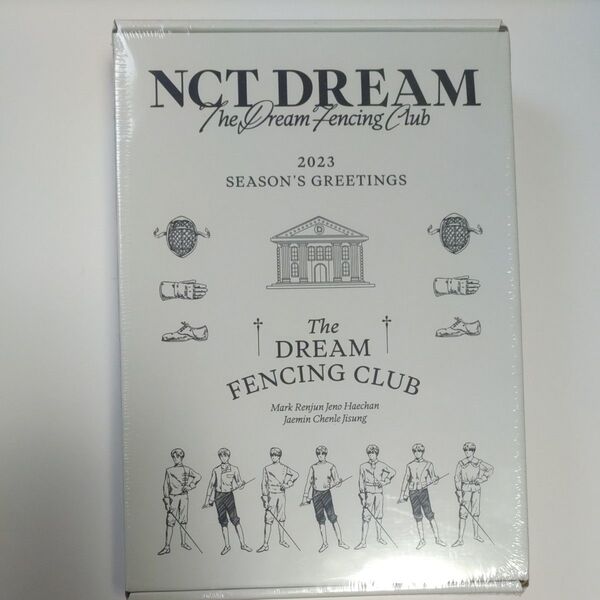 NCT DREAM
The Dream Fencing Club
2023
SEASON'S GREETINGS
The
DREAM
FENCING CLUB
Mark Renjun Jeno Haechan
Jaemin Chenle Jisung